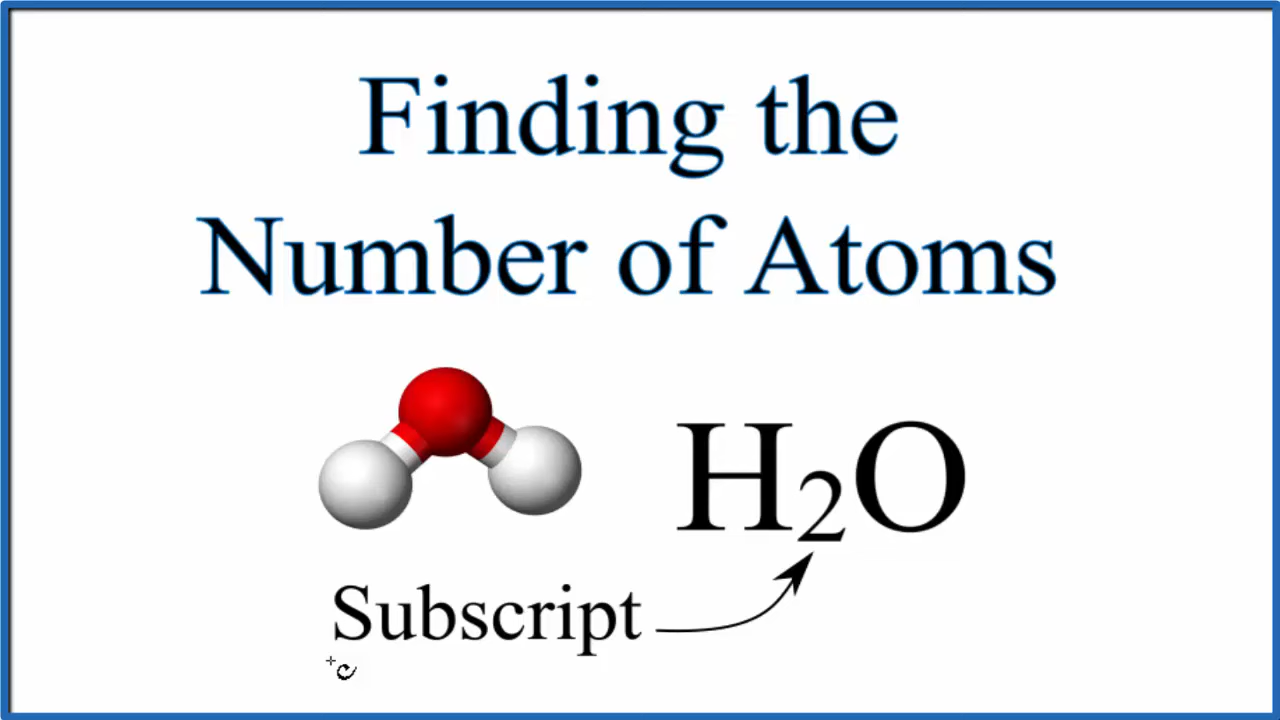 Finding the
Number of Atoms
H₂O
Subscript